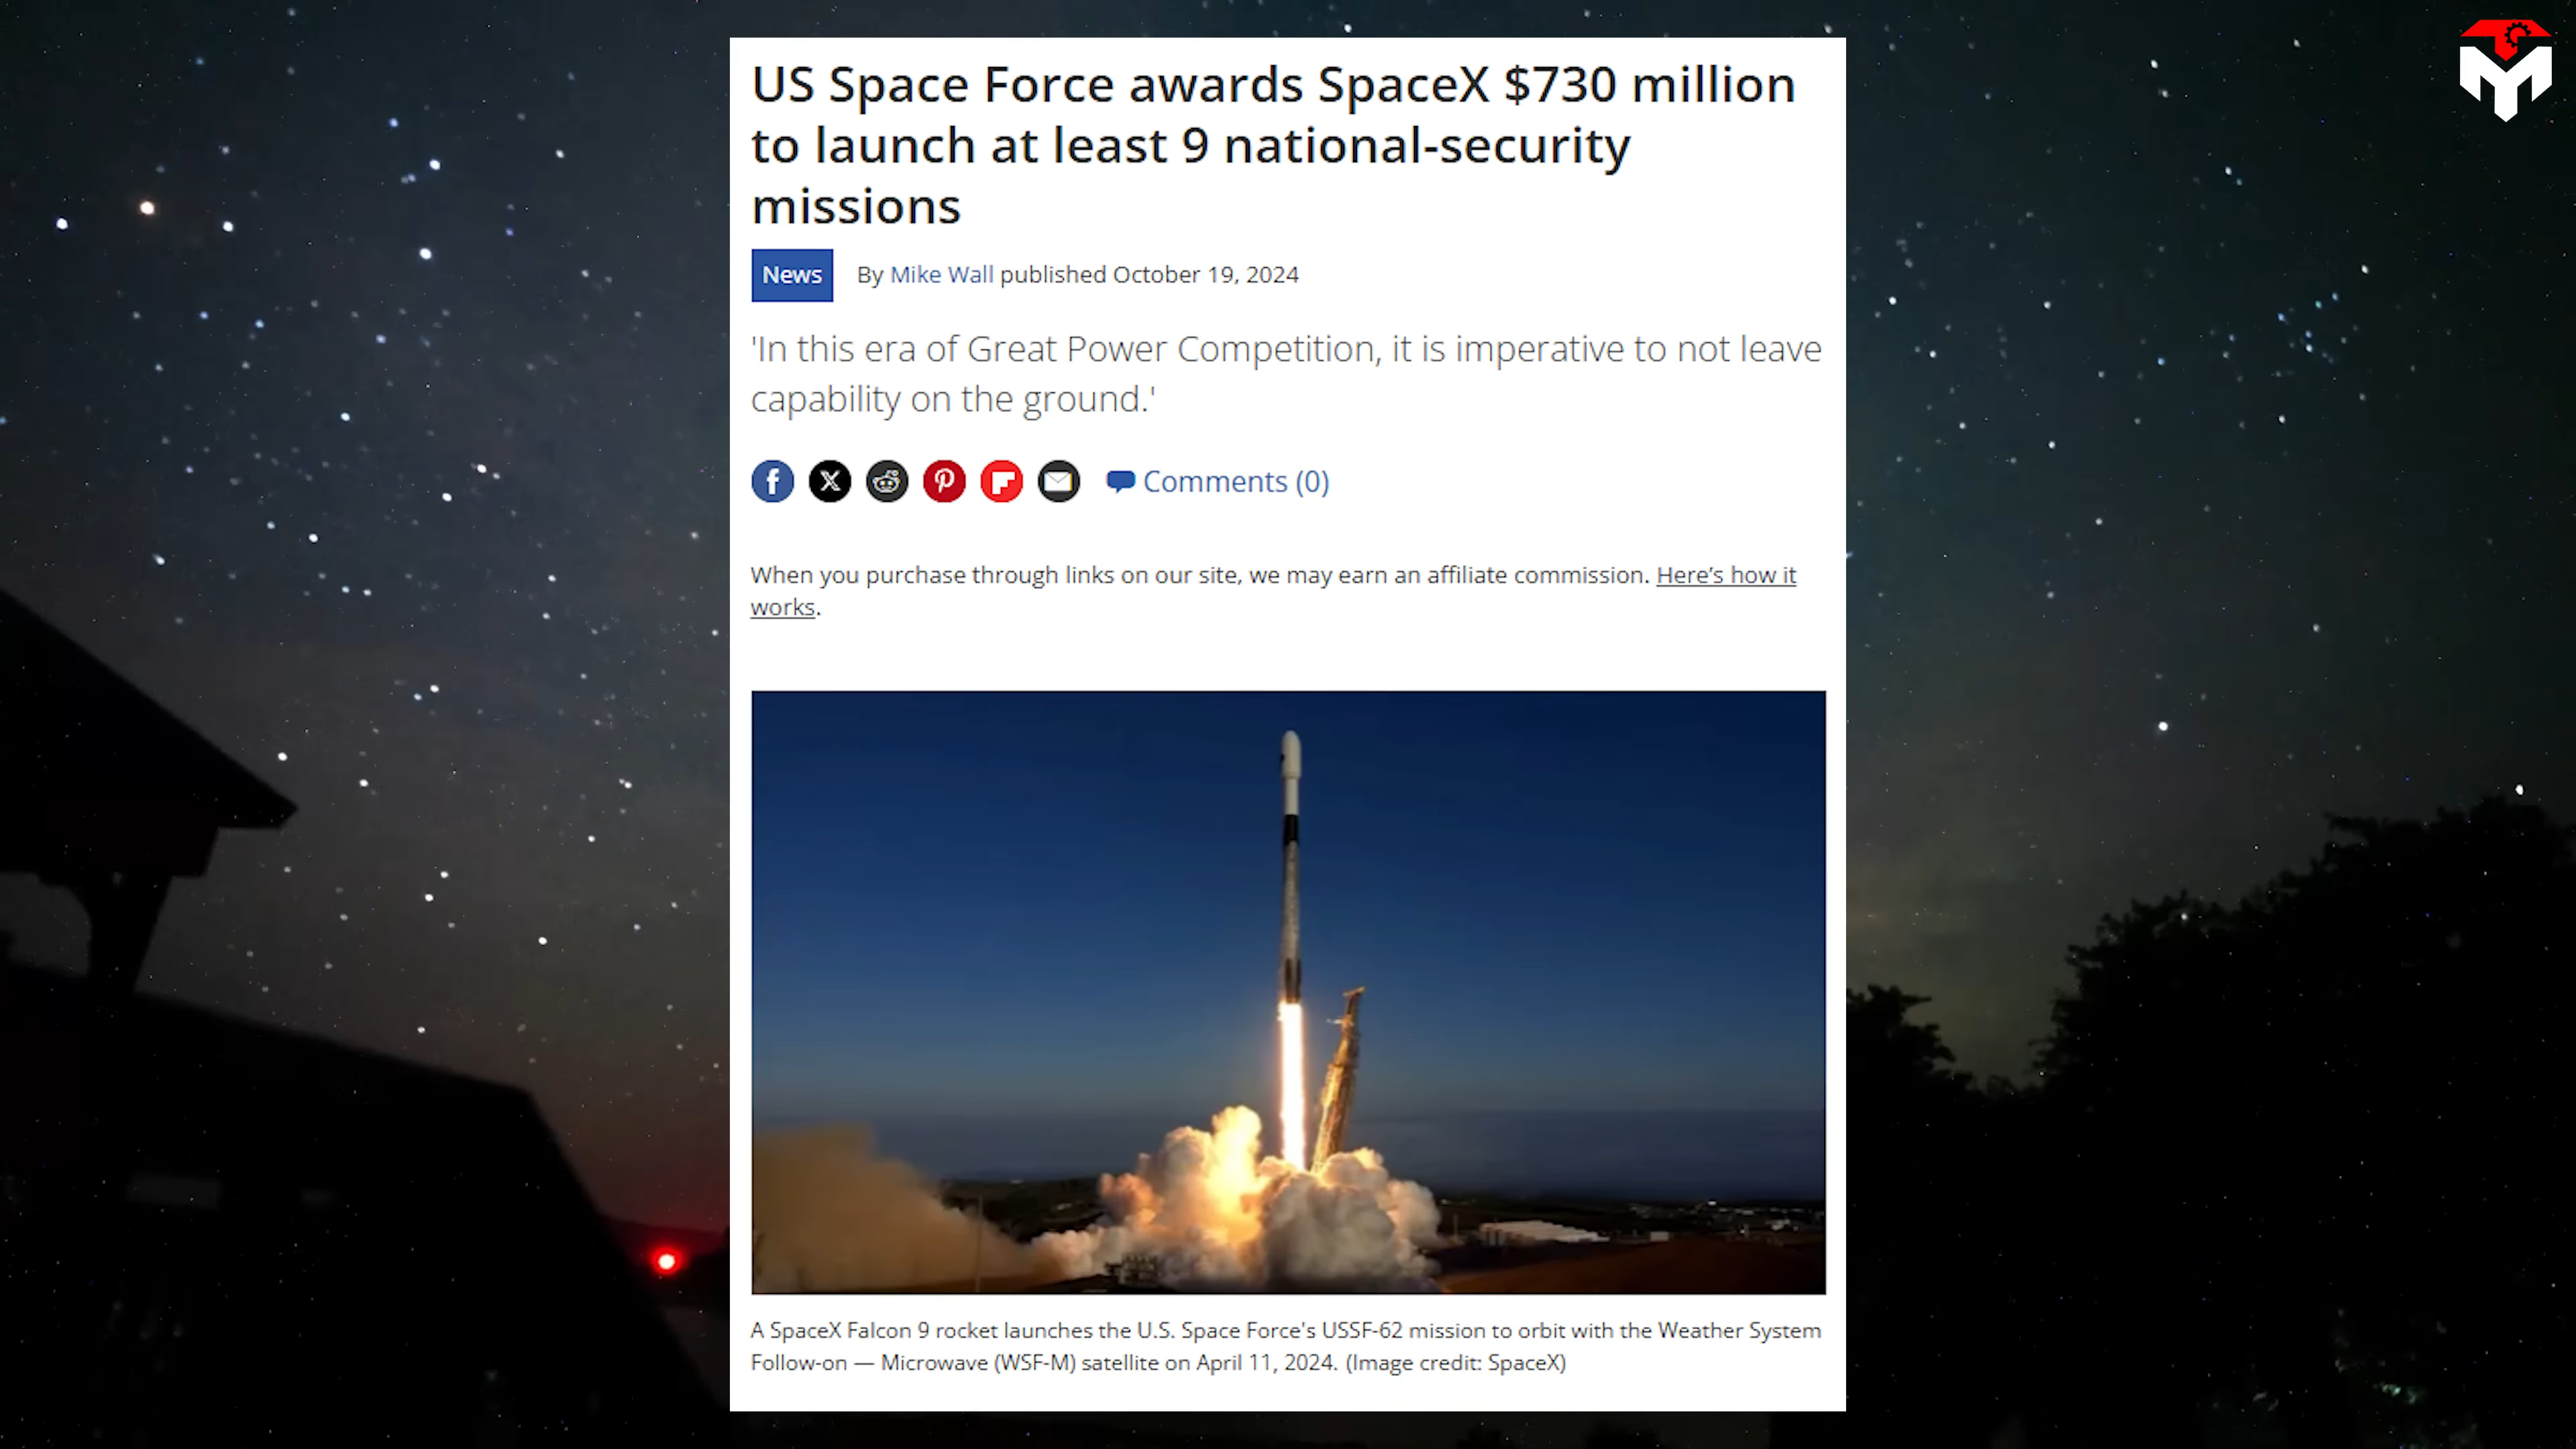 US Space Force awards SpaceX $730 million
to launch at least 9 national-security
missions
News By Mike Wall published October 19, 2024
'In this era of Great Power Competition, it is imperative to not leave
capability on the ground.'
Comments (0)
When you purchase through links on our site, we may earn an affiliate commission. Here's how it
works.
A SpaceX Falcon 9 rocket launches the U.S. Space Force's USSF-62 mission to orbit with the Weather System
Follow-on — Microwave (WSF-M) satellite on April 11, 2024. (Image credit: SpaceX)